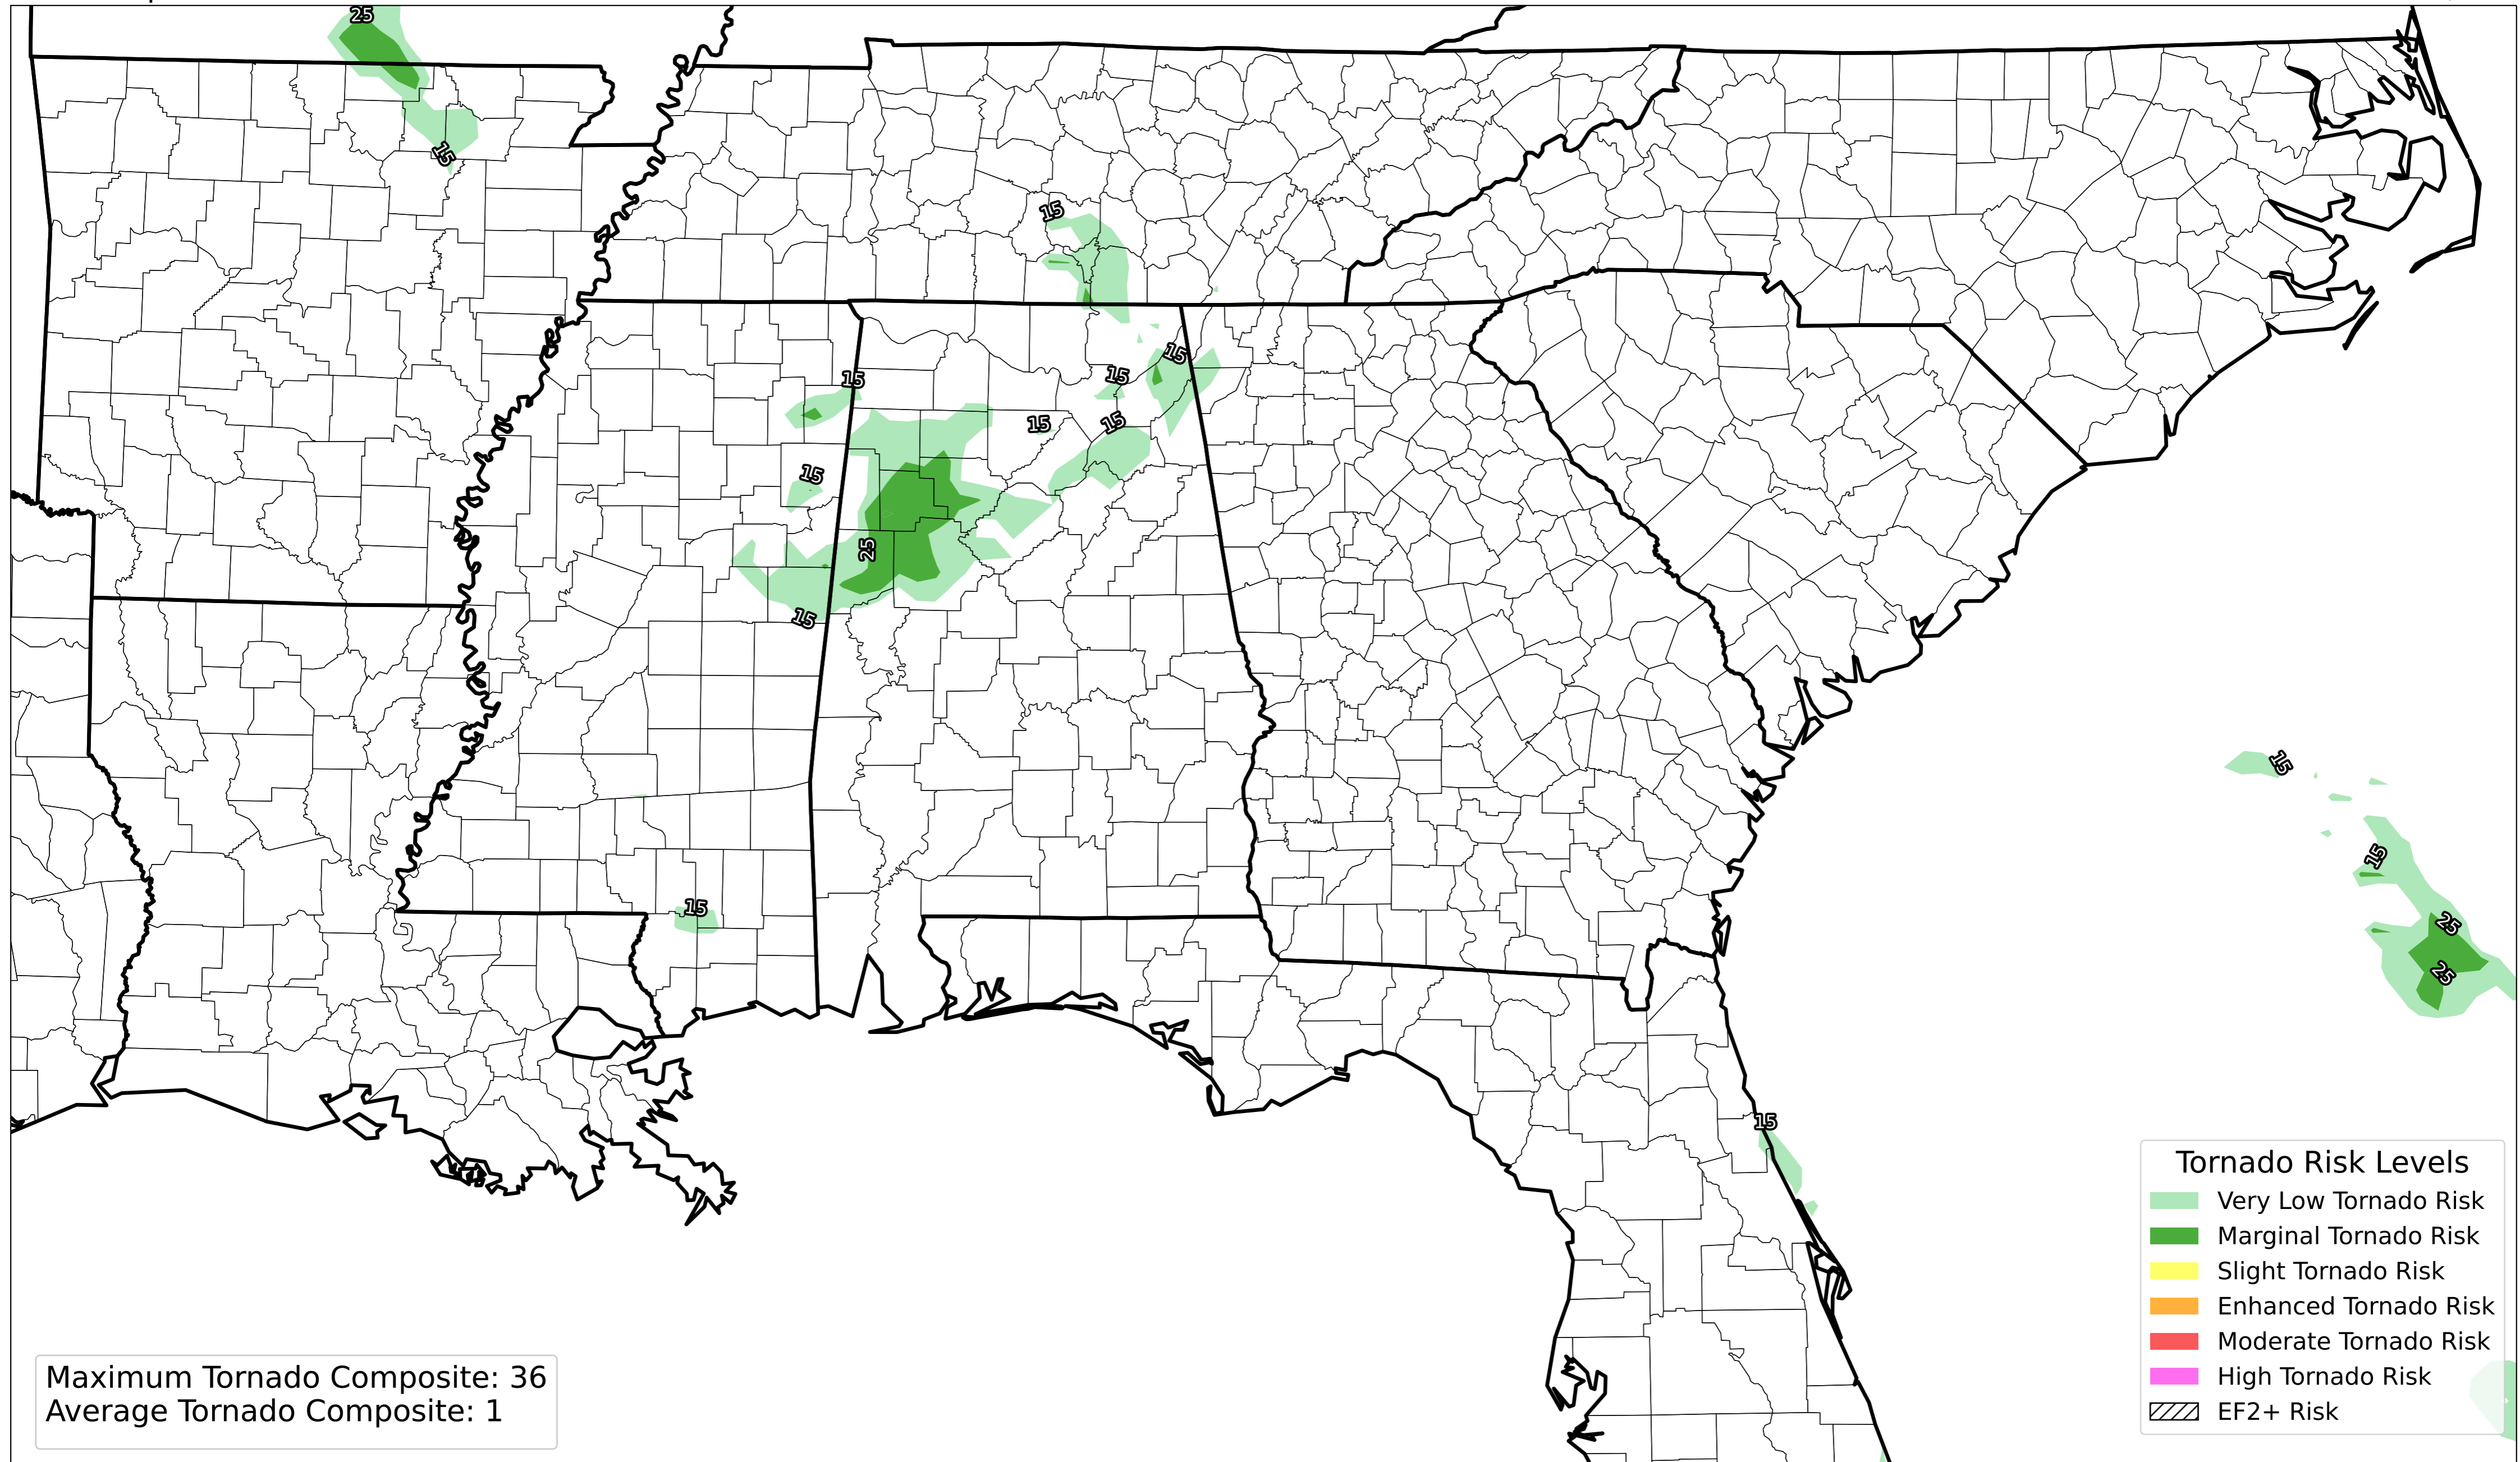 25
15
15
15
15
15
15
15
15
25
15
15
15
25
15
25
15
Tornado Risk Levels
Very Low Tornado Risk
Marginal Tornado Risk
Slight Tornado Risk
Enhanced Tornado Risk
Moderate Tornado Risk
High Tornado Risk
EF2+ Risk
Maximum Tornado Composite: 36
Average Tornado Composite: 1